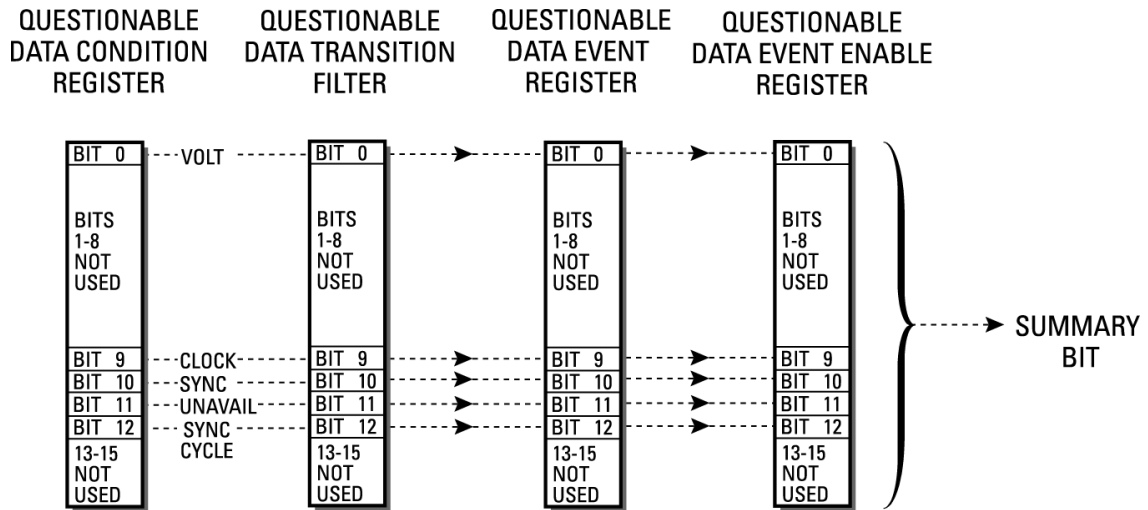 QUESTIONABLE
DATA CONDITION
REGISTER
QUESTIONABLE
DATA TRANSITION
FILTER
QUESTIONABLE
DATA EVENT
REGISTER
QUESTIONABLE
DATA EVENT ENABLE
REGISTER
BIT 0
VOLT
BIT 0
BIT 0
BIT 0
BITS
1-8
NOT
USED
BITS
1-8
NOT
USED
BITS
1-8
NOT
USED
BITS
1-8
NOT
USED
SUMMARY
BIT
BIT 9
CLOCK
BIT 9
BIT 9
BIT 9
BIT 10
SYNC
BIT 10
BIT 10
BIT 10
BIT 11
UNAVAIL
BIT 11
BIT 11
BIT 11
BIT 12
SYNC
CYCLE
BIT 12
BIT 12
BIT 12
13-15
NOT
USED
13-15
NOT
USED
13-15
NOT
USED
13-15
NOT
USED